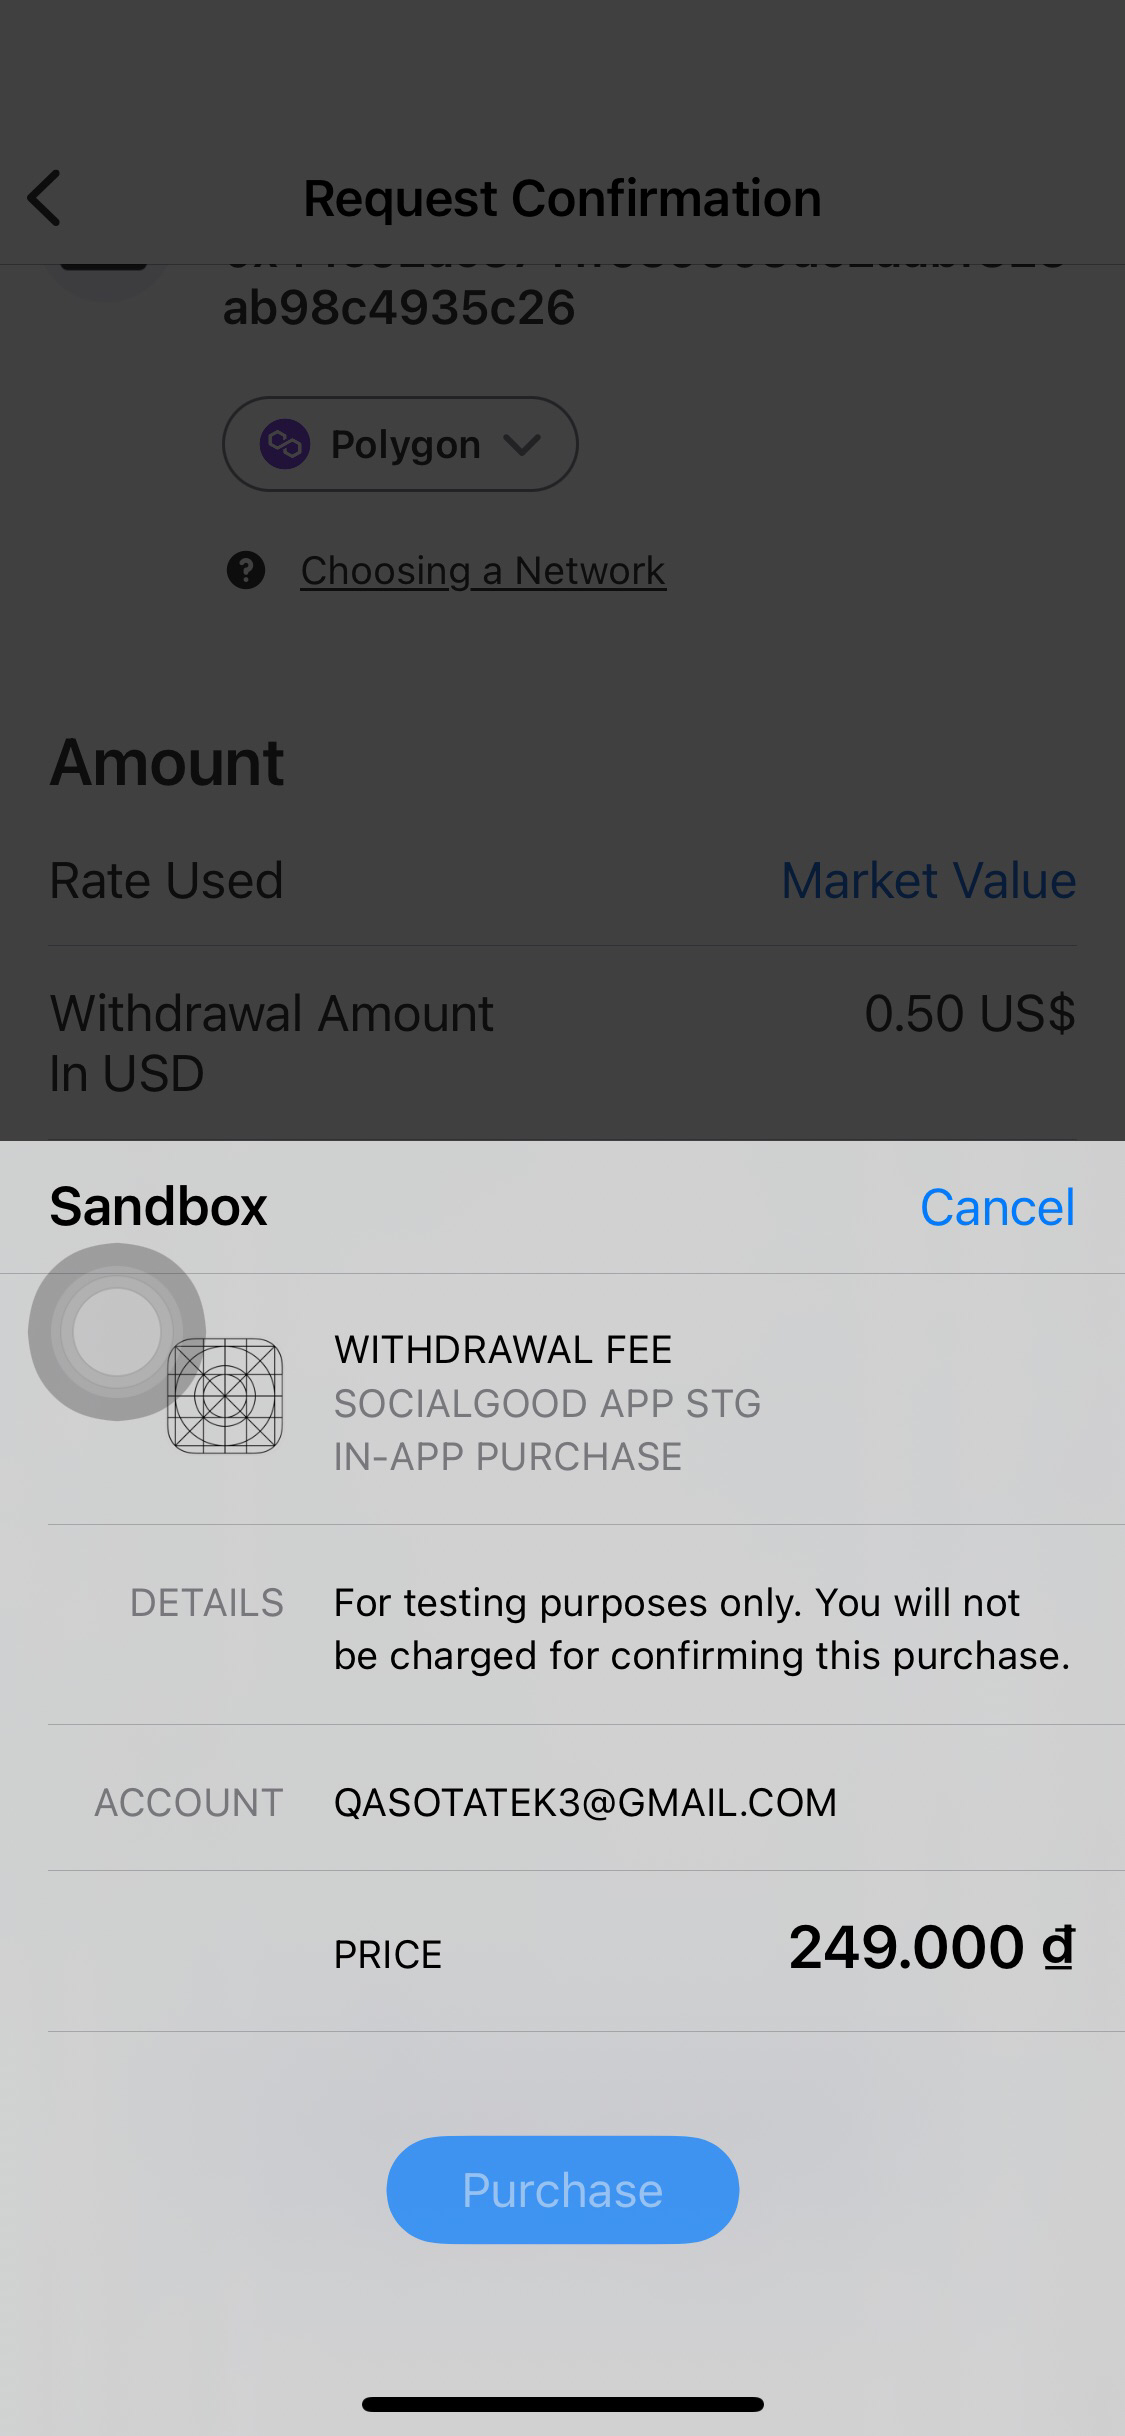 Request Confirmation
ab98c4935c26
Polygon
Choosing a Network
Amount
Rate Used
Market Value
Withdrawal Amount
In USD
0.50 US$
Sandbox
Cancel
WITHDRAWAL FEE
SOCIALGOOD APP STG
IN-APP PURCHASE
DETAILS
For testing purposes only. You will not
be charged for confirming this purchase.
ACCOUNT
QASOTATEK3@GMAIL.COM
PRICE
249.000 ₫
Purchase